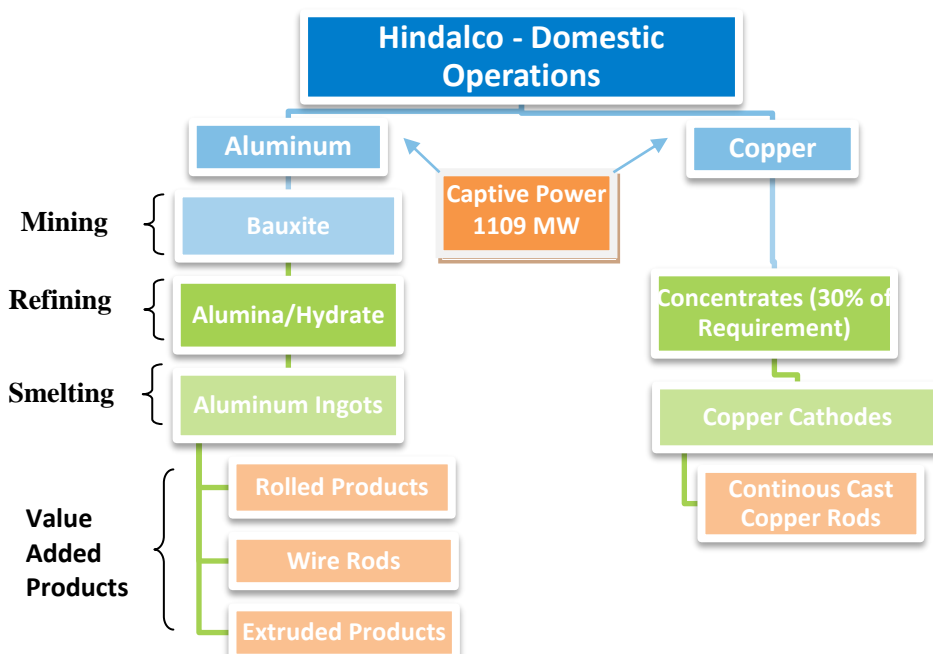 Hindalco - Domestic
Operations
Aluminum
Copper
Captive Power
1109 MW
Mining
Bauxite
Refining
Alumina/Hydrate
Concentrates (30% of
Requirement)
Smelting
Aluminum Ingots
Copper Cathodes
Value
Added
Products
Rolled Products
Wire Rods
Extruded Products
Continous Cast
Copper Rods